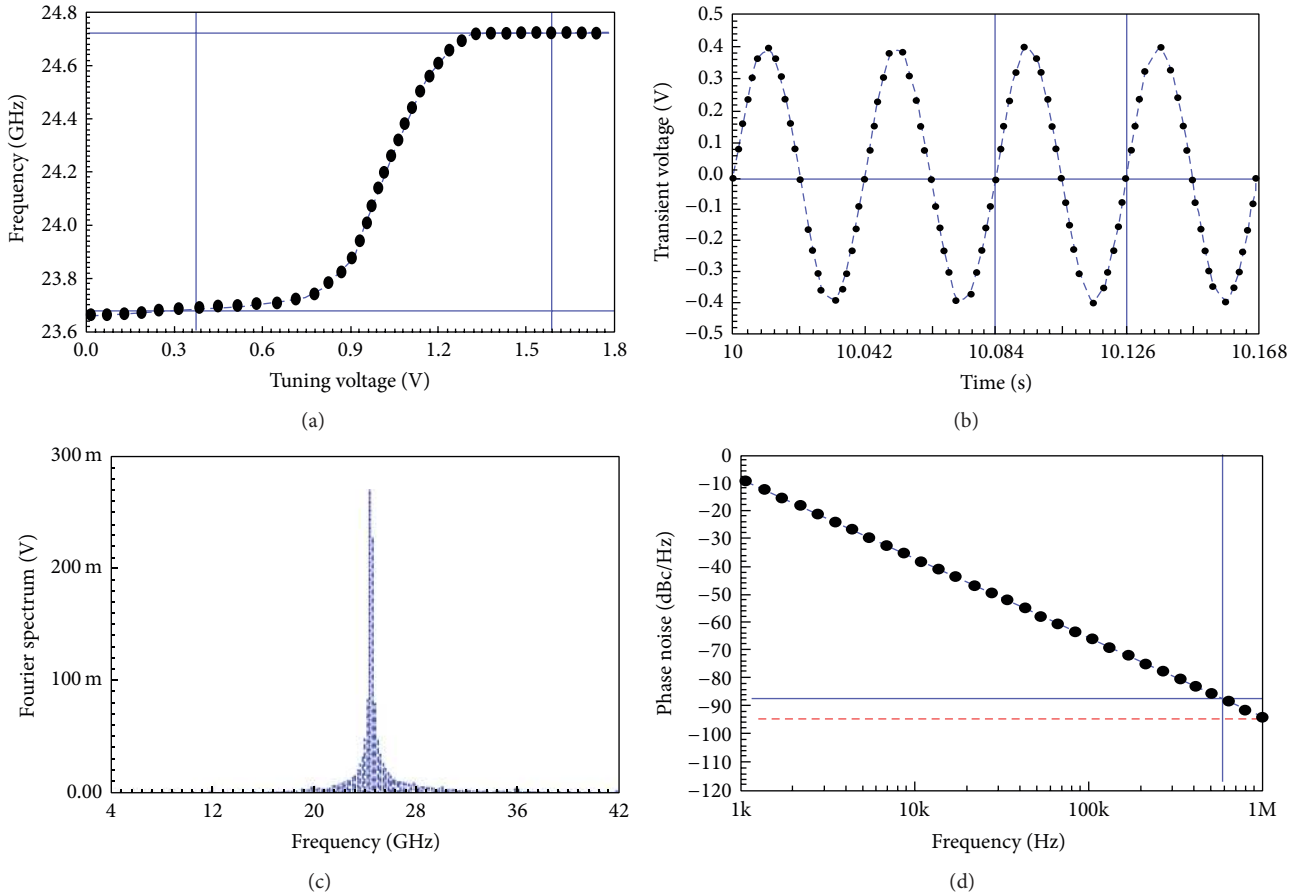 24.8
24.6
24.4
24.2
24.0
23.8
23.6
Frequency (GHz)
0.0 0.3 0.6 0.9 1.2 1.5 1.8
Tuning voltage (V)
(a)
0.5
0.4
0.3
0.2
0.1
0.0
−0.1
−0.2
−0.3
−0.4
−0.5
Transient voltage (V)
10 10.042 10.084 10.126 10.168
Time (s)
(b)
300 m
200 m
100 m
0.00
Fourier spectrum (V)
4 12 20 28 36 42
Frequency (GHz)
(c)
0
−10
−20
−30
−40
−50
−60
−70
−80
−90
−100
−110
−120
Phase noise (dBc/Hz)
1k 10k 100k 1M
Frequency (Hz)
(d)